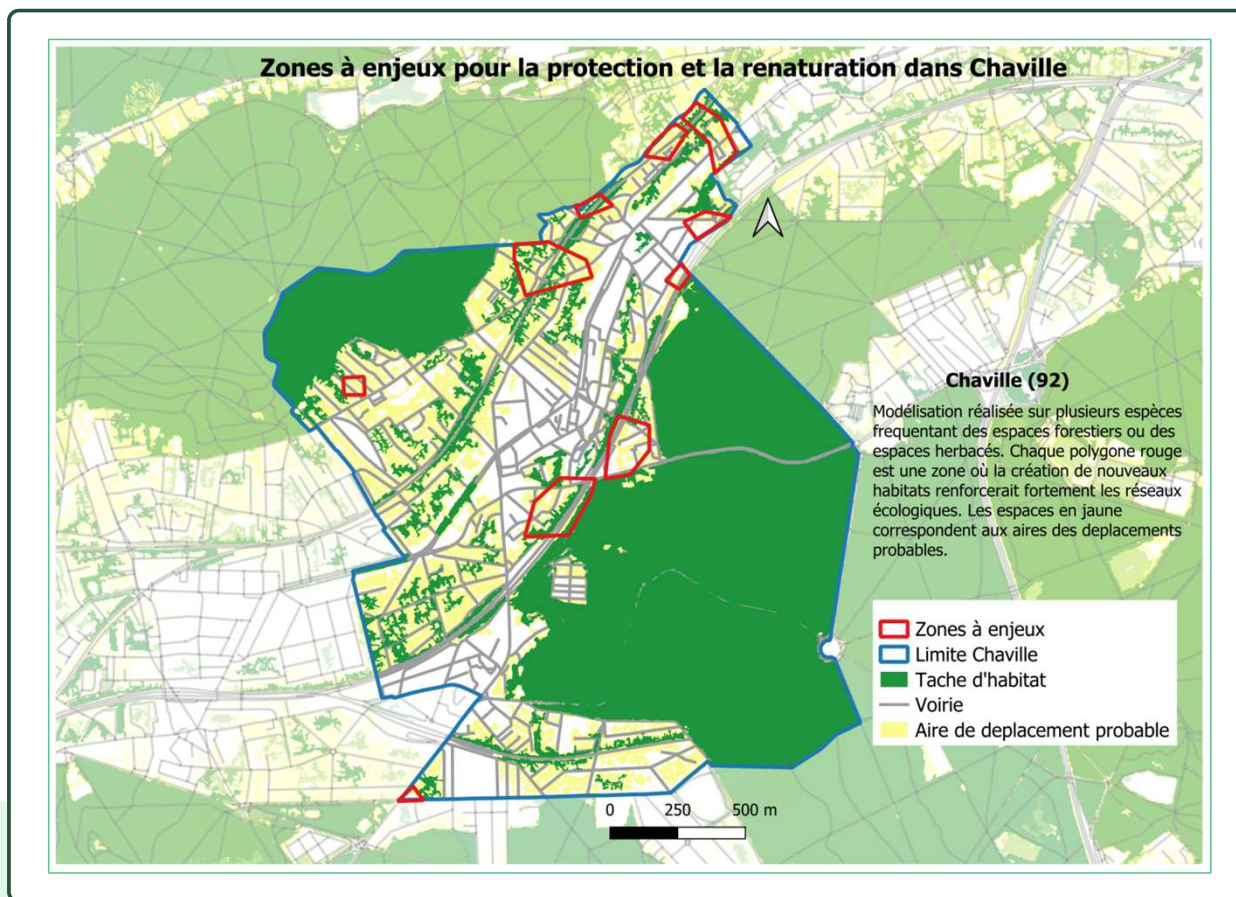 Zones à enjeux pour la protection et la renaturation dans Chaville
Chaville (92)
Modélisation réalisée sur plusieurs espèces
frequentant des espaces forestiers ou des
espaces herbacés. Chaque polygone rouge
est une zone où la création de nouveaux
habitats renforcerait fortement les réseaux
écologiques. Les espaces en jaune
correspondent aux aires des deplacements
probables.
Zones à enjeux
Limite Chaville
Tache d'habitat
Voirie
Aire de deplacement probable
0 250 500 m